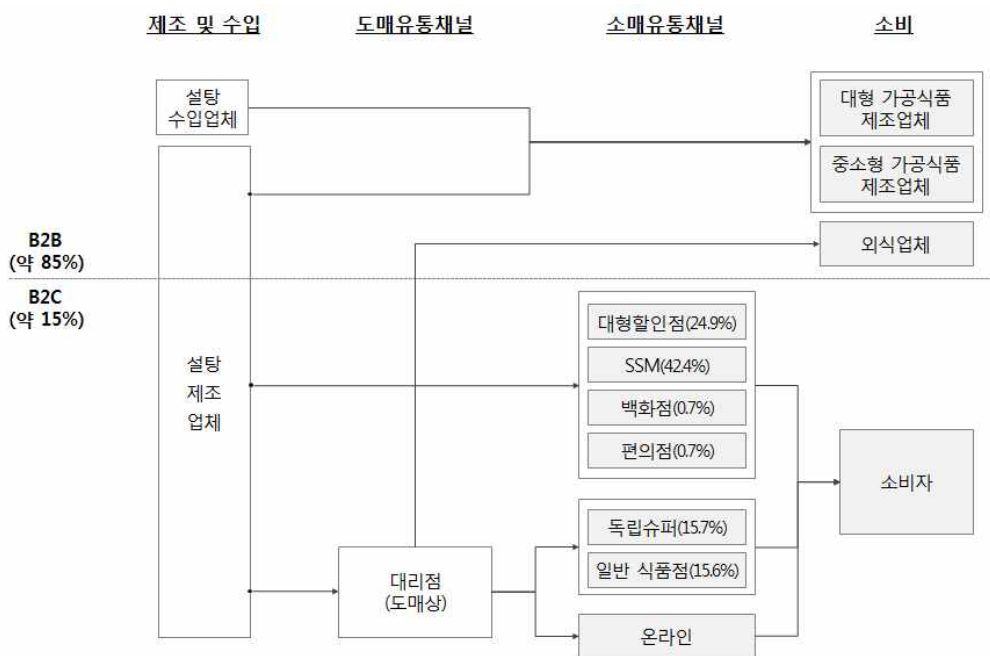 제조 및 수입
도매유통채널
소매유통채널
소비
설탕
수입업체
대형 가공식품
제조업체
중소형 가공식품
제조업체
B2B
(약 85%)
외식업체
B2C
(약 15%)
대형할인점(24.9%)
SSM(42.4%)
백화점(0.7%)
편의점(0.7%)
설탕
제조
업체
소비자
독립슈퍼(15.7%)
일반 식품점(15.6%)
대리점
(도매상)
온라인